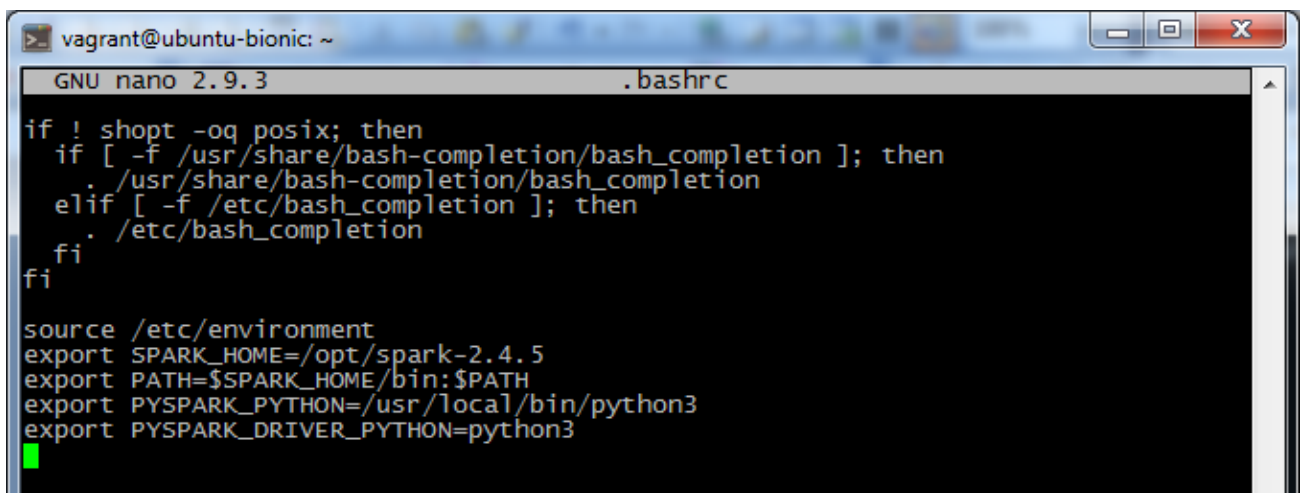 vagrant@ubuntu-bionic: ~
GNU nano 2.9.3 .bashrc
if ! shopt -oq posix; then
  if [ -f /usr/share/bash-completion/bash_completion ]; then
    . /usr/share/bash-completion/bash_completion
  elif [ -f /etc/bash_completion ]; then
    . /etc/bash_completion
  fi
fi
source /etc/environment
export SPARK_HOME=/opt/spark-2.4.5
export PATH=$SPARK_HOME/bin:$PATH
export PYSPARK_PYTHON=/usr/local/bin/python3
export PYSPARK_DRIVER_PYTHON=python3